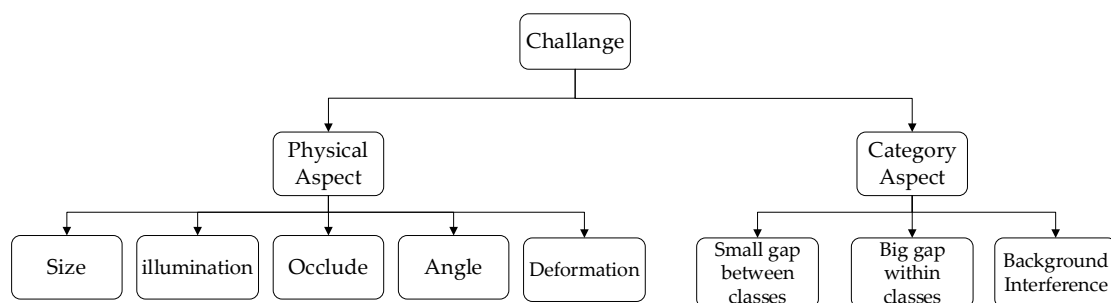 Challange
Physical
Aspect
Category
Aspect
Size
illumination
Occlude
Angle
Deformation
Small gap
between
classes
Big gap
within
classes
Background
Interference